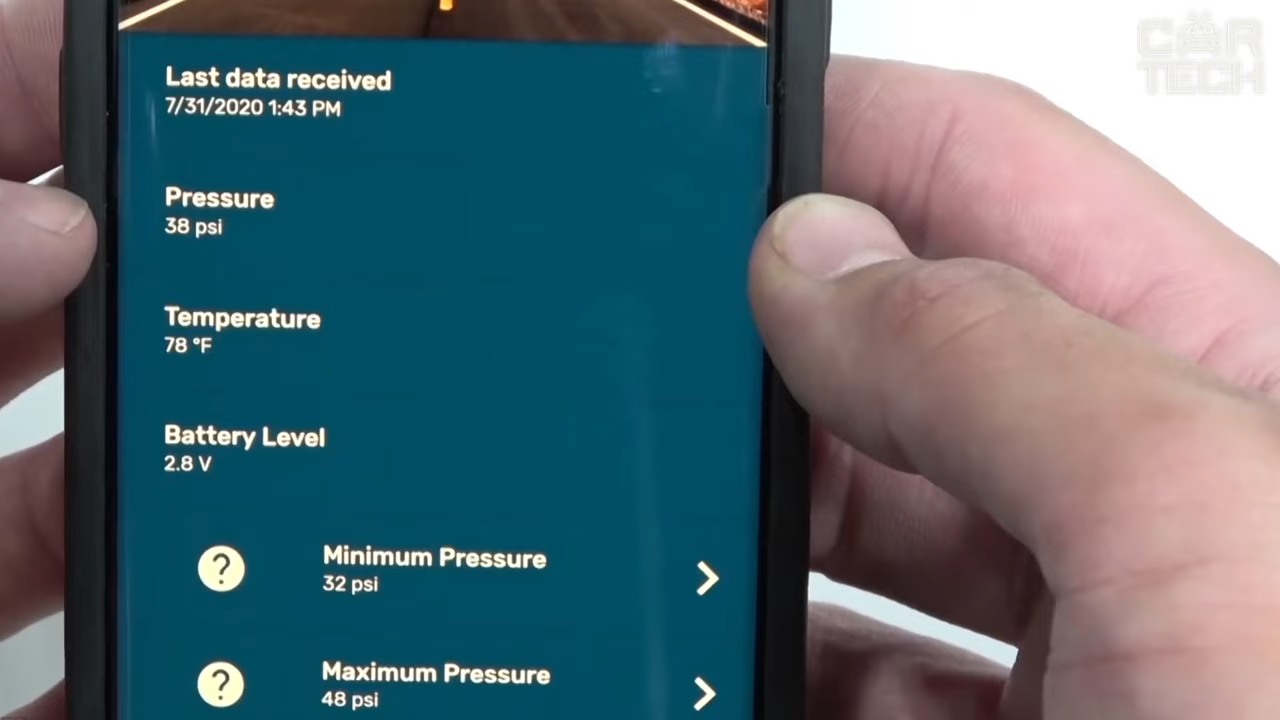 CAR
TECH
Last data received
7/31/2020 1:43 PM
Pressure
38 psi
Temperature
78 °F
Battery Level
2.8 V
?
Minimum Pressure
32 psi
?
Maximum Pressure
48 psi